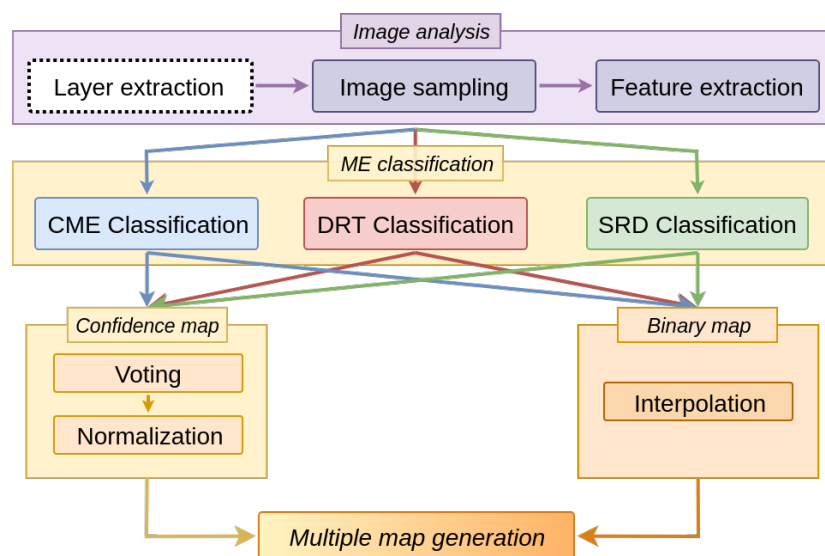 Image analysis
Layer extraction
Image sampling
Feature extraction
ME classification
CME Classification
DRT Classification
SRD Classification
Confidence map
Voting
Normalization
Binary map
Interpolation
Multiple map generation